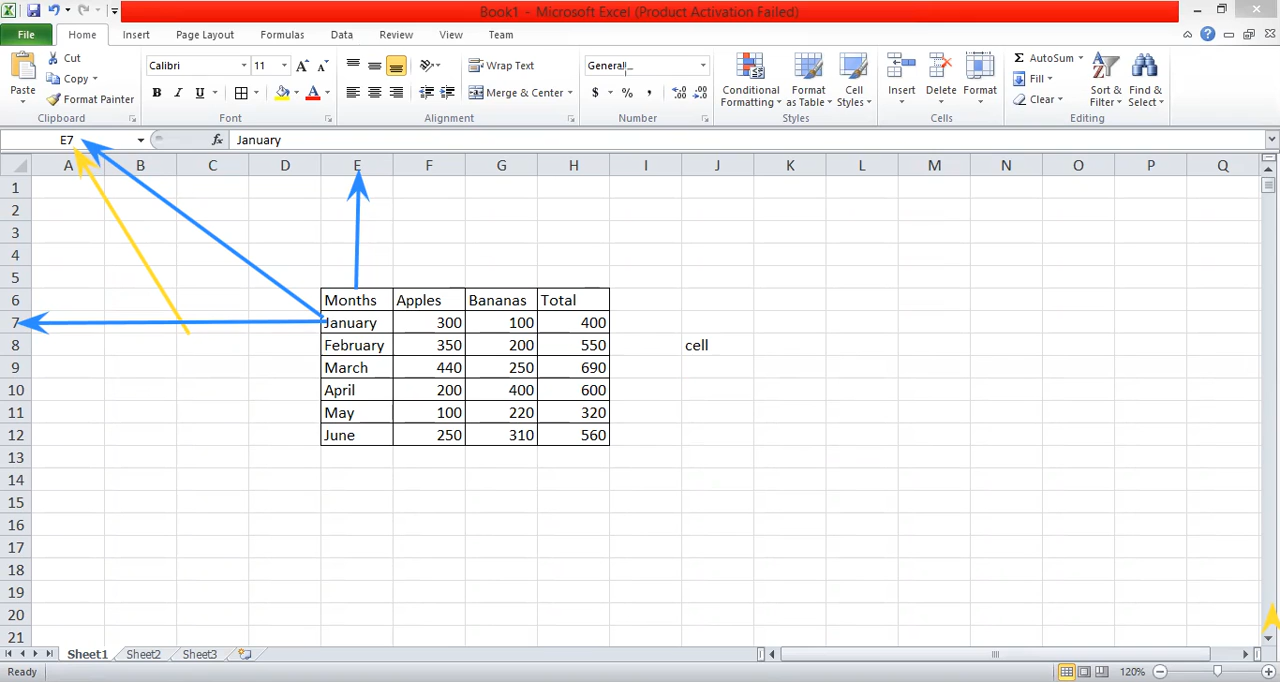 Book1 - Microsoft Excel (Product Activation Failed)
File Home Insert Page Layout Formulas Data Review View Team
Paste
Cut
Copy
Format Painter
Calibri 11
B I U
Wrap Text
Merge & Center
General
$ % ,
Conditional Formatting
Format as Table
Cell Styles
Insert
Delete
Format
Σ AutoSum
Fill
Clear
Sort & Filter
Find & Select
Clipboard Font Alignment Number Styles Cells Editing
E7 fx January
A B C D E F G H I J K L M N O P Q
1
2
3
4
5
6 Months Apples Bananas Total
7 January 300 100 400
8 February 350 200 550 cell
9 March 440 250 690
10 April 200 400 600
11 May 100 220 320
12 June 250 310 560
13
14
15
16
17
18
19
20
21
Sheet1 Sheet2 Sheet3
Ready 120%